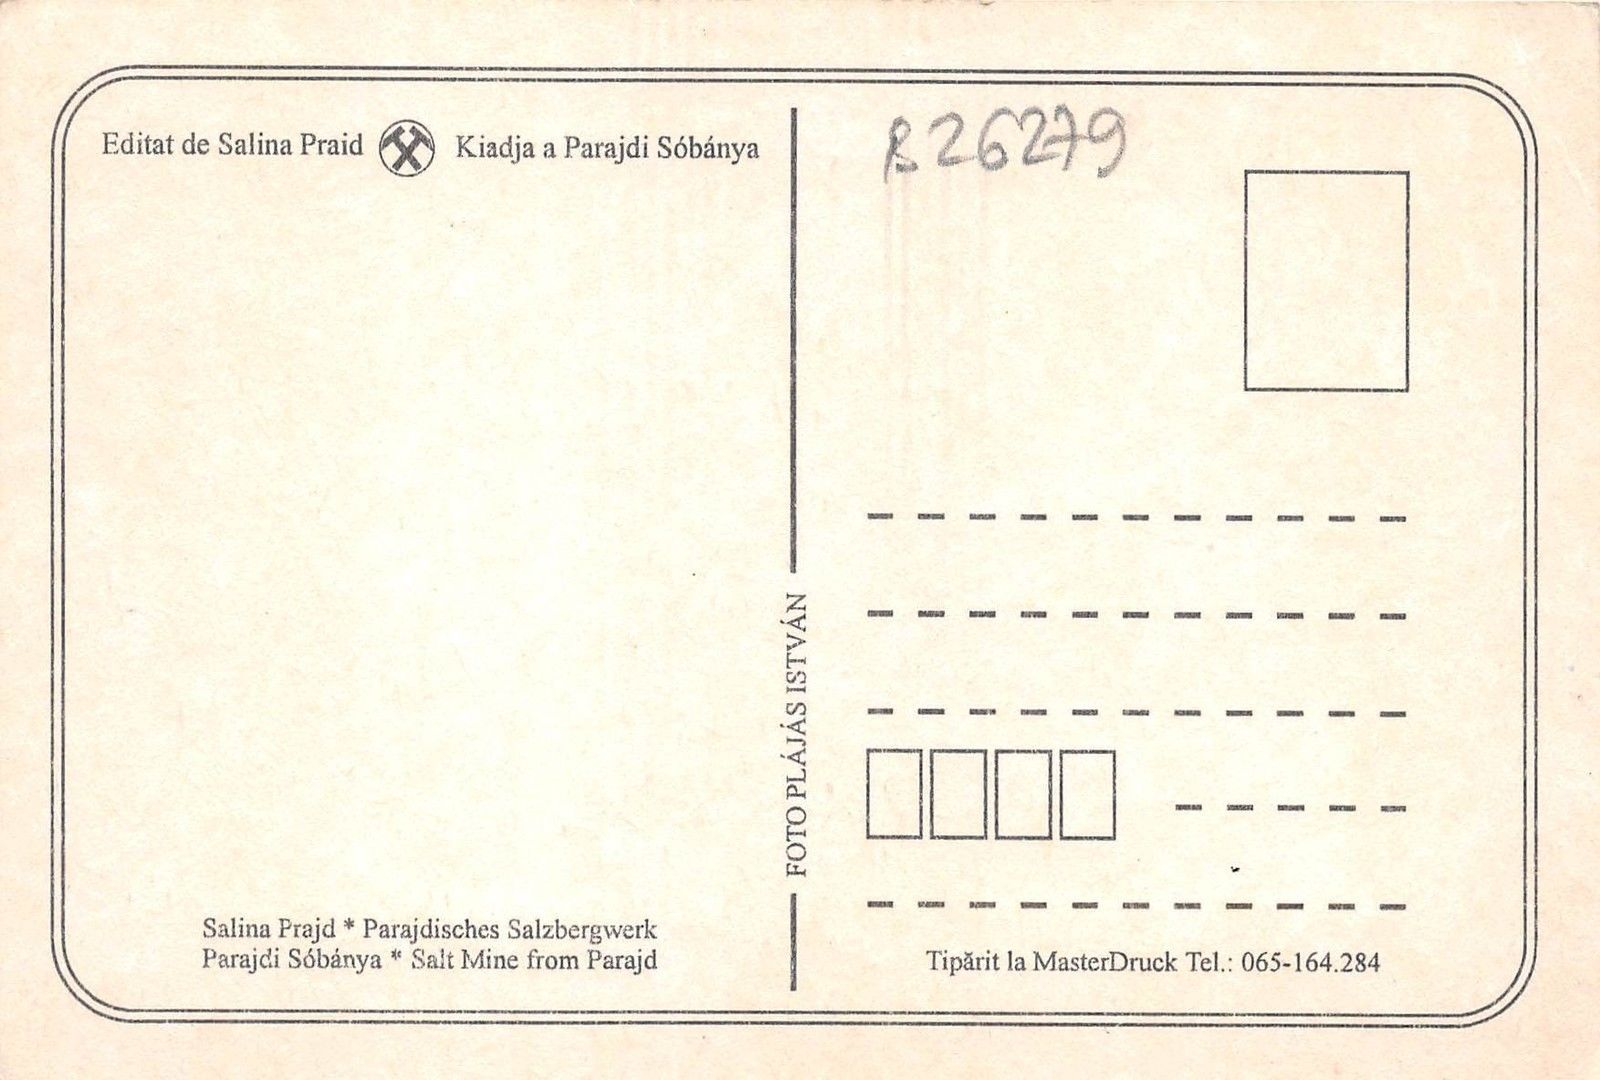 Editat de Salina Praid Kiadja a Parajdi Sóbánya
B26279
FOTO PLÁJÁS ISTVÁN
Salina Prajd * Parajdisches Salzbergwerk
Parajdi Sóbánya * Salt Mine from Parajd
Tipărit la MasterDruck Tel.: 065-164.284